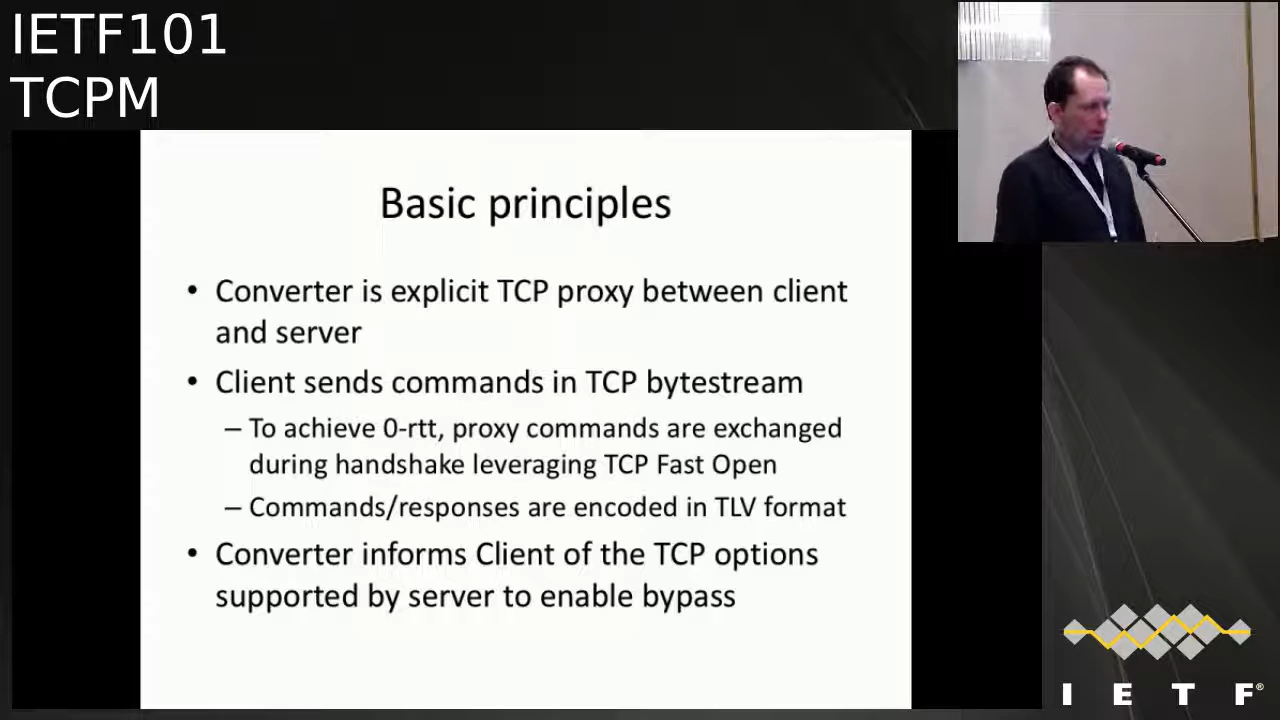 IETF101
TCPM
Basic principles
• Converter is explicit TCP proxy between client
and server
• Client sends commands in TCP bytestream
– To achieve 0-rtt, proxy commands are exchanged
during handshake leveraging TCP Fast Open
– Commands/responses are encoded in TLV format
• Converter informs Client of the TCP options
supported by server to enable bypass
I E T F®